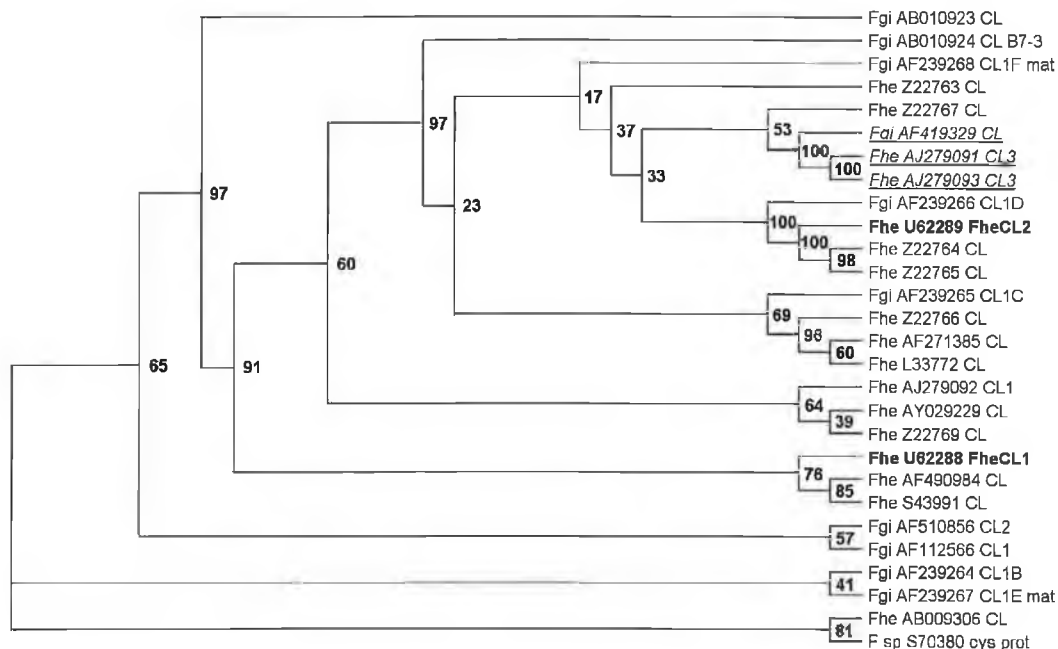 Fgi AB010923 CL
Fgi AB010924 CL B7-3
Fgi AF239268 CL1F mat
17
Fhe Z22763 CL
Fhe Z22767 CL
97
37
53
Fai AF419329 CL
100
Fhe AJ279091 CL3
100
33
Fhe AJ279093 CL3
97
23
Fgi AF239266 CL1D
100
Fhe U62289 FheCL2
100
Fhe Z22764 CL
98
60
Fhe Z22765 CL
Fgi AF239265 CL1C
69
Fhe Z22766 CL
96
Fhe AF271385 CL
60
65
91
Fhe L33772 CL
Fhe AJ279092 CL1
64
Fhe AY029229 CL
39
Fhe Z22769 CL
Fhe U62288 FheCL1
76
Fhe AF490984 CL
85
Fhe S43991 CL
Fgi AF510856 CL2
57
Fgi AF112566 CL1
Fgi AF239264 CL1B
41
Fgi AF239267 CL1E mat
Fhe AB009306 CL
81
F sp S70380 cys prot